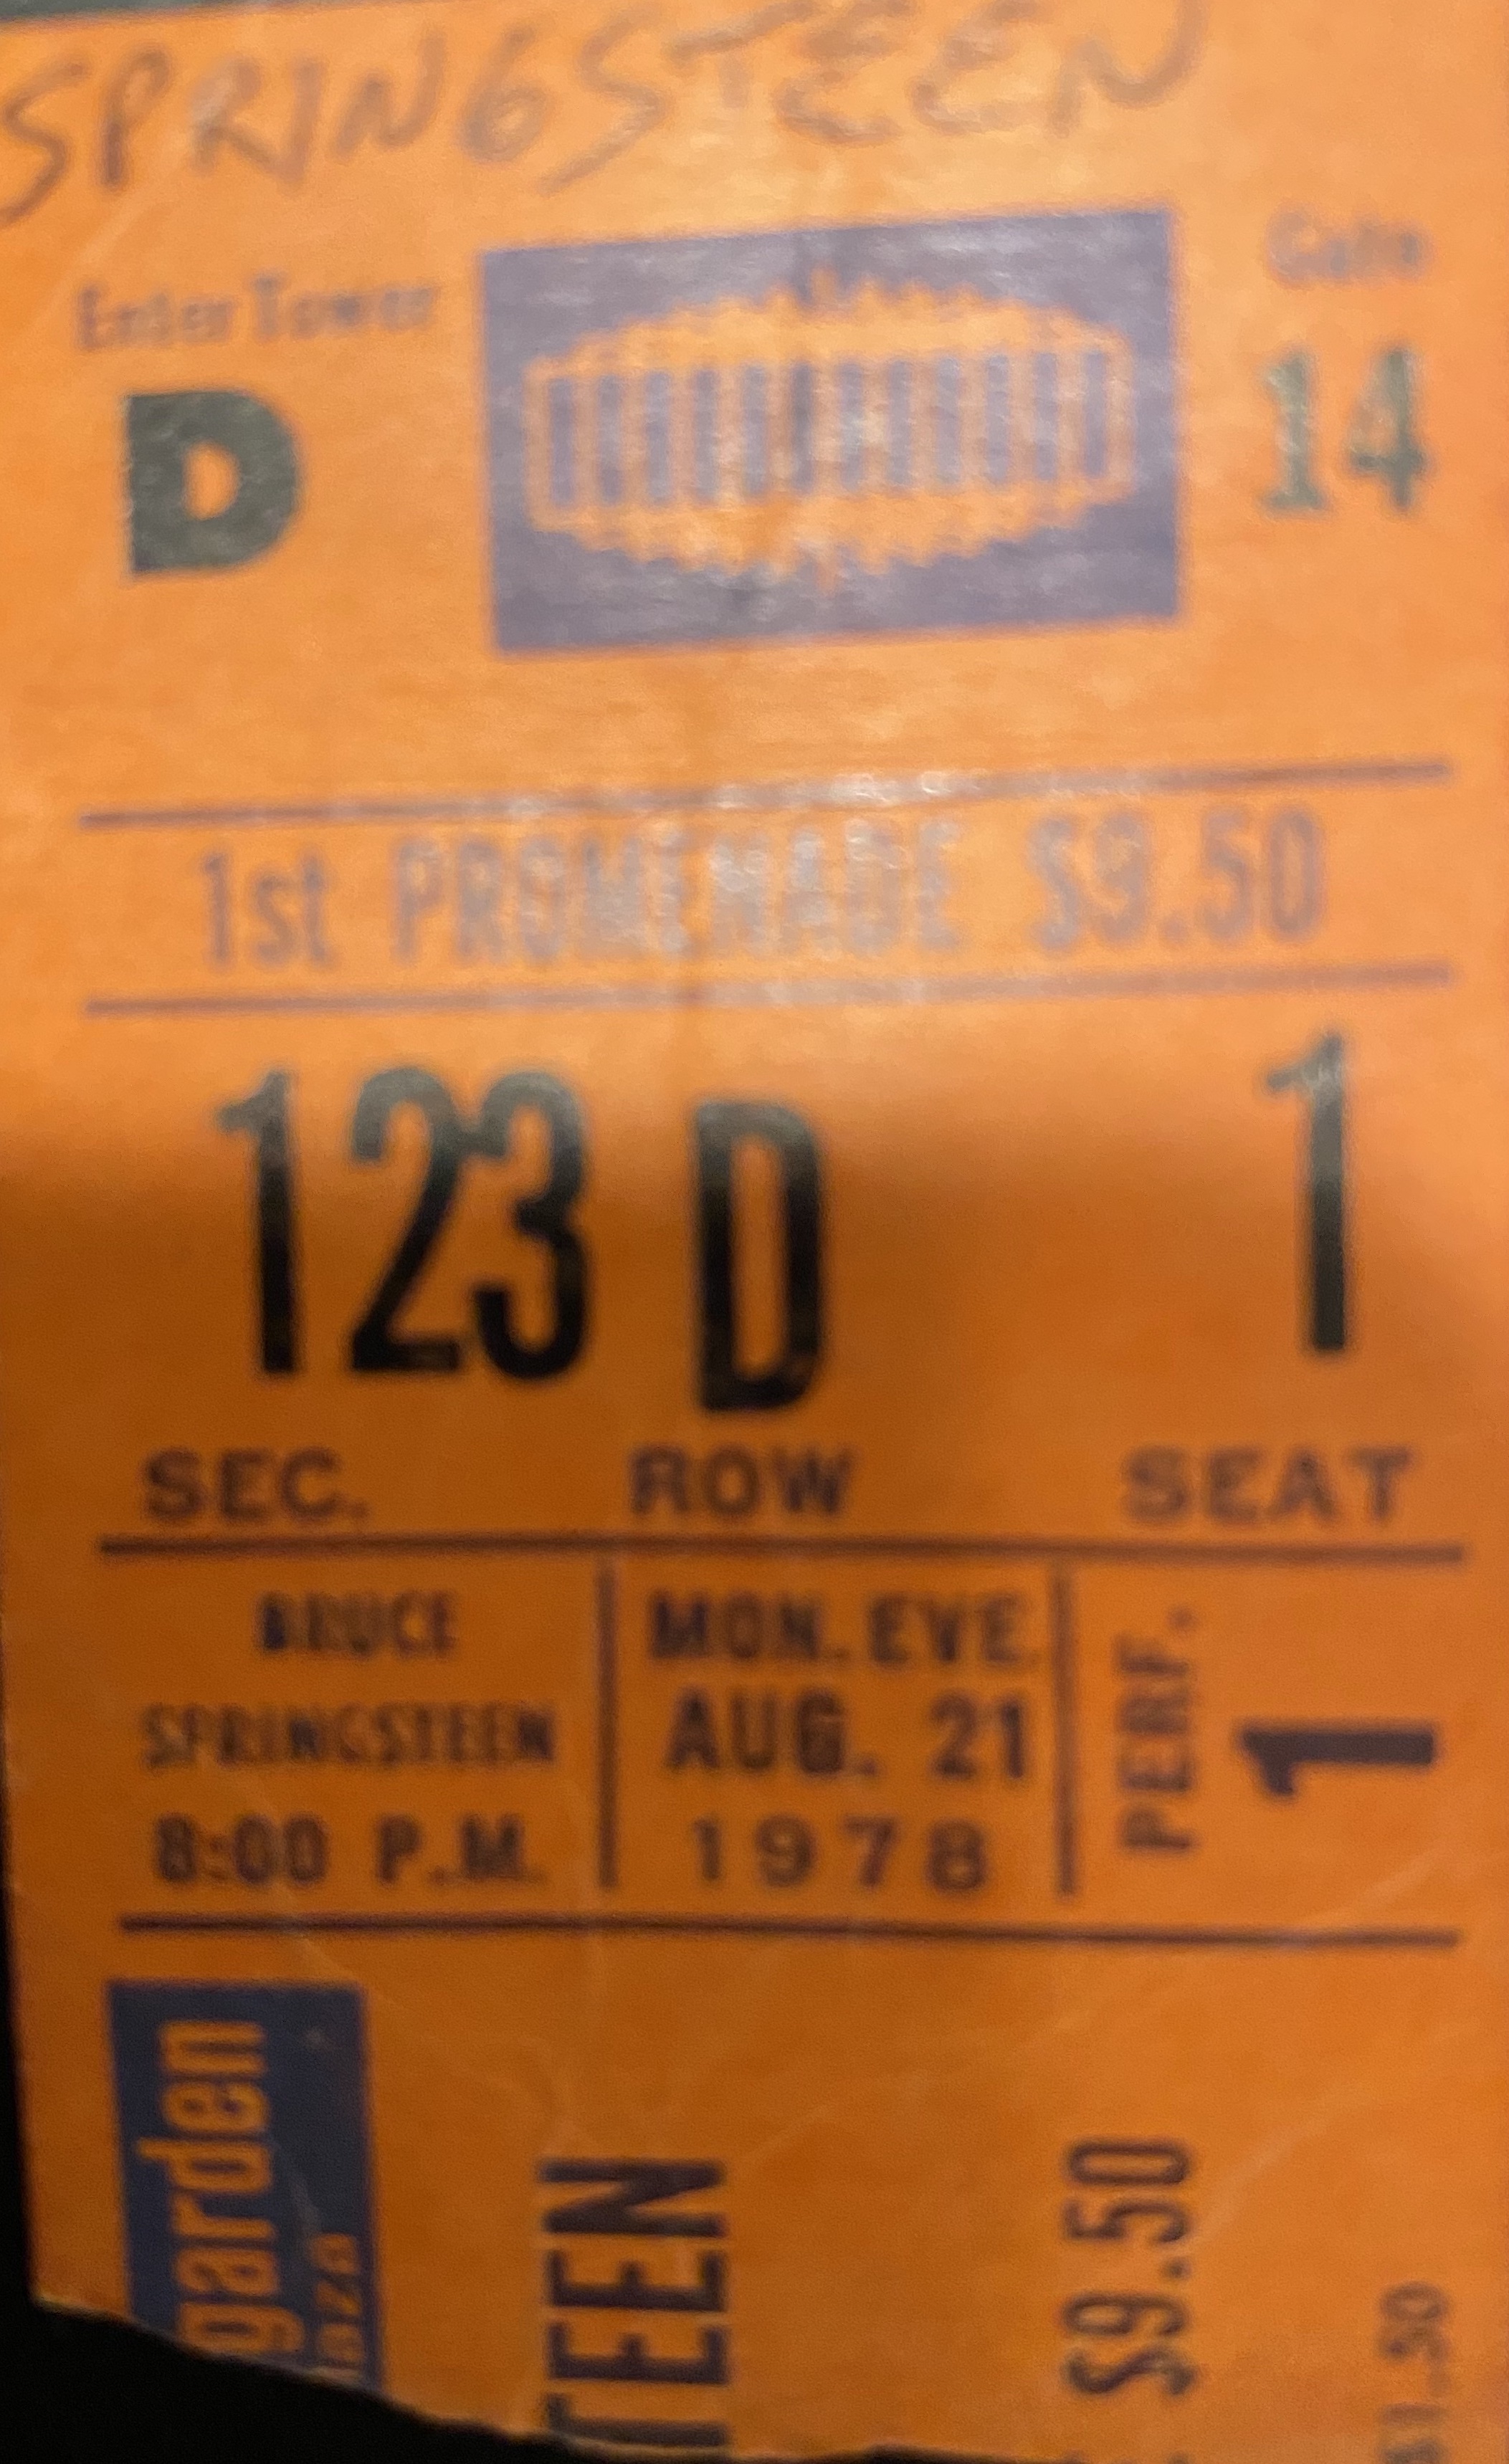 SPRINGSTEEN
Enter Tower
D
Gate
14
1st PROMENADE $9.50
123 D 1
SEC. ROW SEAT
BRUCE
SPRINGSTEEN
8:00 P.M.
MON. EVE.
AUG. 21
1978
PERF.
1
garden
aza
TEEN
$9.50